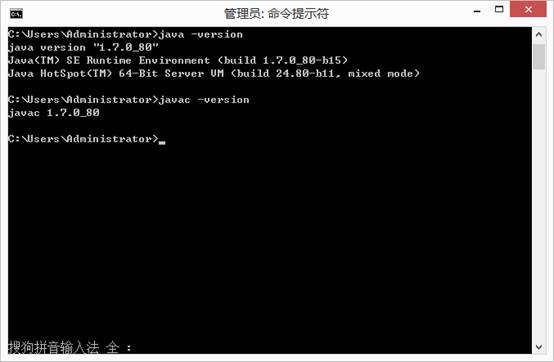 管理员: 命令提示符
C:\Users\Administrator>java -version
java version "1.7.0_80"
Java(TM) SE Runtime Environment (build 1.7.0_80-b15)
Java HotSpot(TM) 64-Bit Server VM (build 24.80-b11, mixed mode)
C:\Users\Administrator>javac -version
javac 1.7.0_80
C:\Users\Administrator>_
搜狗拼音输入法 全 :